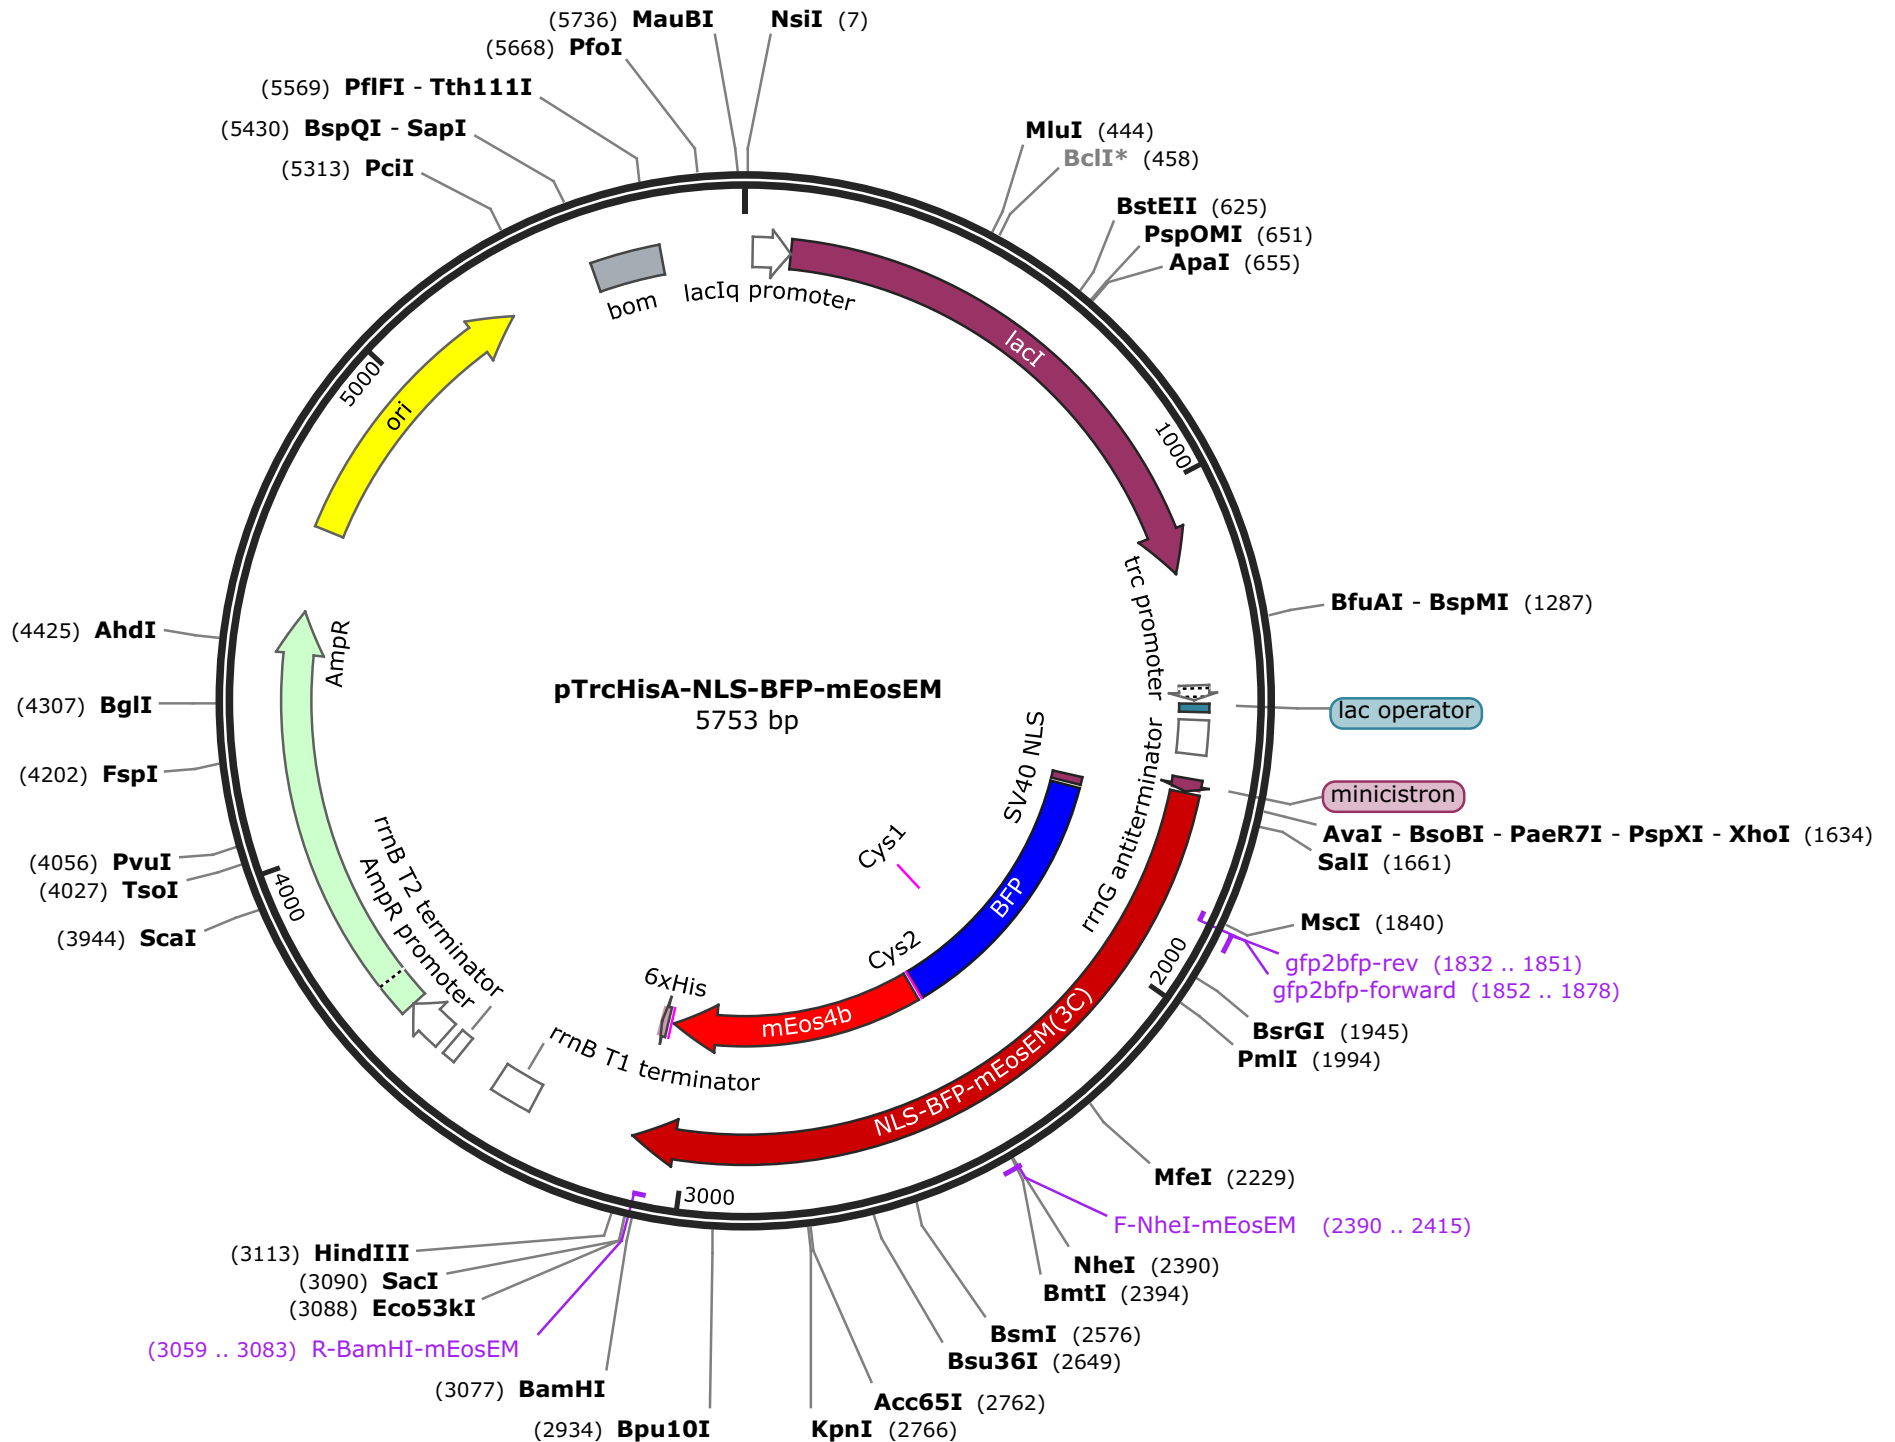 (5736) MauBI
NsiI (7)
(5668) PfoI
(5569) PflFI - Tth111I
(5430) BspQI - SapI
(5313) PciI
MluI (444)
BclI* (458)
BstEII (625)
PspOMI (651)
ApaI (655)
bom
lacIq promoter
lacI
5000
ori
1000
trc promoter
BfuAI - BspMI (1287)
lac operator
minicistron
AvaI - BsoBI - PaeR7I - PspXI - XhoI (1634)
SalI (1661)
MscI (1840)
gfp2bfp-rev (1832 .. 1851)
gfp2bfp-forward (1852 .. 1878)
2000
BsrGI (1945)
PmlI (1994)
MfeI (2229)
F-NheI-mEosEM (2390 .. 2415)
NheI (2390)
BmtI (2394)
BsmI (2576)
Bsu36I (2649)
Acc65I (2762)
KpnI (2766)
(2934) Bpu10I
(3077) BamHI
(3059 .. 3083) R-BamHI-mEosEM
(3088) Eco53kI
(3090) SacI
(3113) HindIII
3000
(4425) AhdI
(4307) BglI
(4202) FspI
(4056) PvuI
(4027) TsoI
(3944) ScaI
4000
AmpR
rrnB T2 terminator
AmpR promoter
rrnB T1 terminator
6xHis
mEos4b
Cys2
Cys1
BFP
SV40 NLS
rrnG antiterminator
NLS-BFP-mEosEM(3C)
pTrcHisA-NLS-BFP-mEosEM
5753 bp